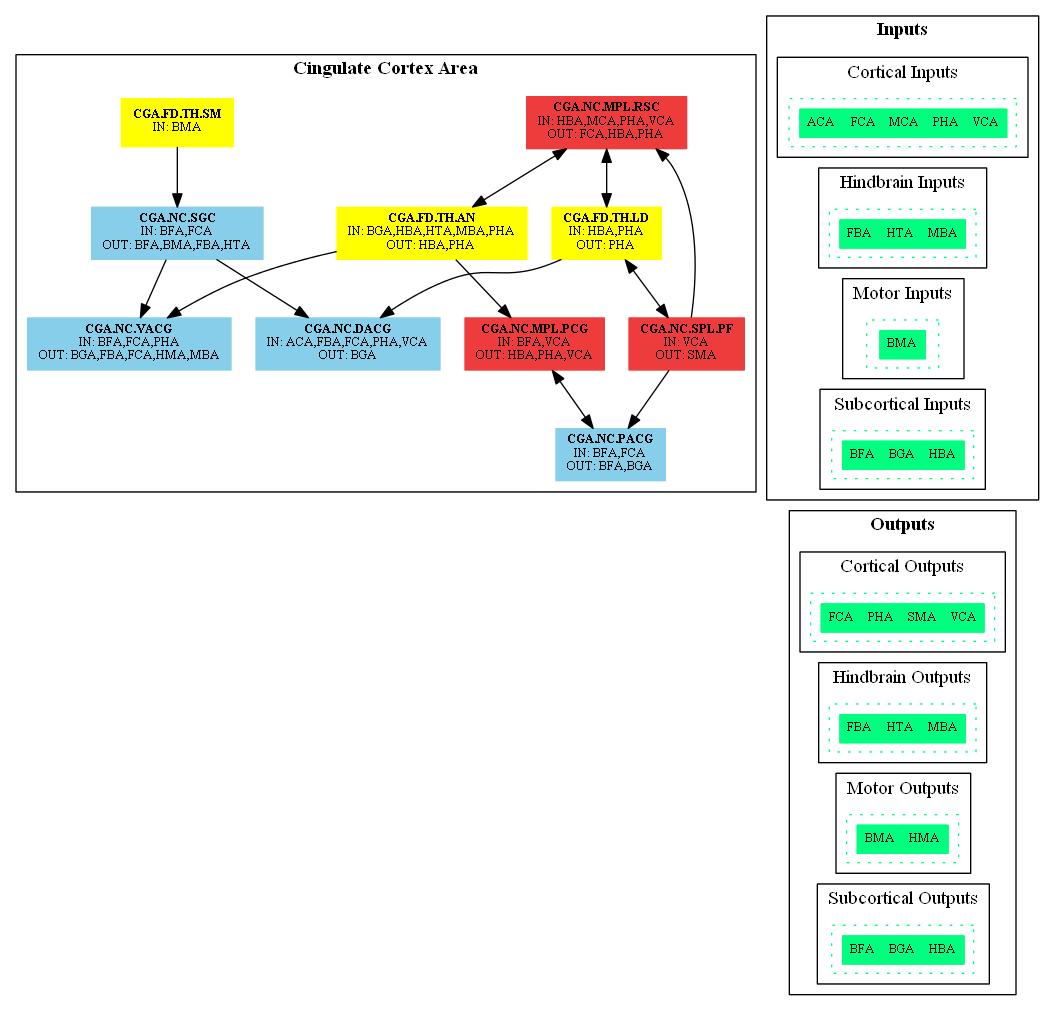 Cingulate Cortex Area
CGA.FD.TH.SM
IN: BMA
CGA.NC.MPL.RSC
IN: HBA,MCA,PHA,VCA
OUT: FCA,HBA,PHA
CGA.NC.SGC
IN: BFA,FCA
OUT: BFA,BMA,FBA,HTA
CGA.FD.TH.AN
IN: BGA,HBA,HTA,MBA,PHA
OUT: HBA,PHA
CGA.FD.TH.LD
IN: HBA,PHA
OUT: PHA
CGA.NC.VACG
IN: BFA,FCA,PHA
OUT: BGA,FBA,FCA,HMA,MBA
CGA.NC.DACG
IN: ACA,FBA,FCA,PHA,VCA
OUT: BGA
CGA.NC.MPL.PCG
IN: BFA,VCA
OUT: HBA,PHA,VCA
CGA.NC.SPL.PF
IN: VCA
OUT: SMA
CGA.NC.PACG
IN: BFA,FCA
OUT: BFA,BGA
Inputs
Cortical Inputs
ACA FCA MCA PHA VCA
Hindbrain Inputs
FBA HTA MBA
Motor Inputs
BMA
Subcortical Inputs
BFA BGA HBA
Outputs
Cortical Outputs
FCA PHA SMA VCA
Hindbrain Outputs
FBA HTA MBA
Motor Outputs
BMA HMA
Subcortical Outputs
BFA BGA HBA